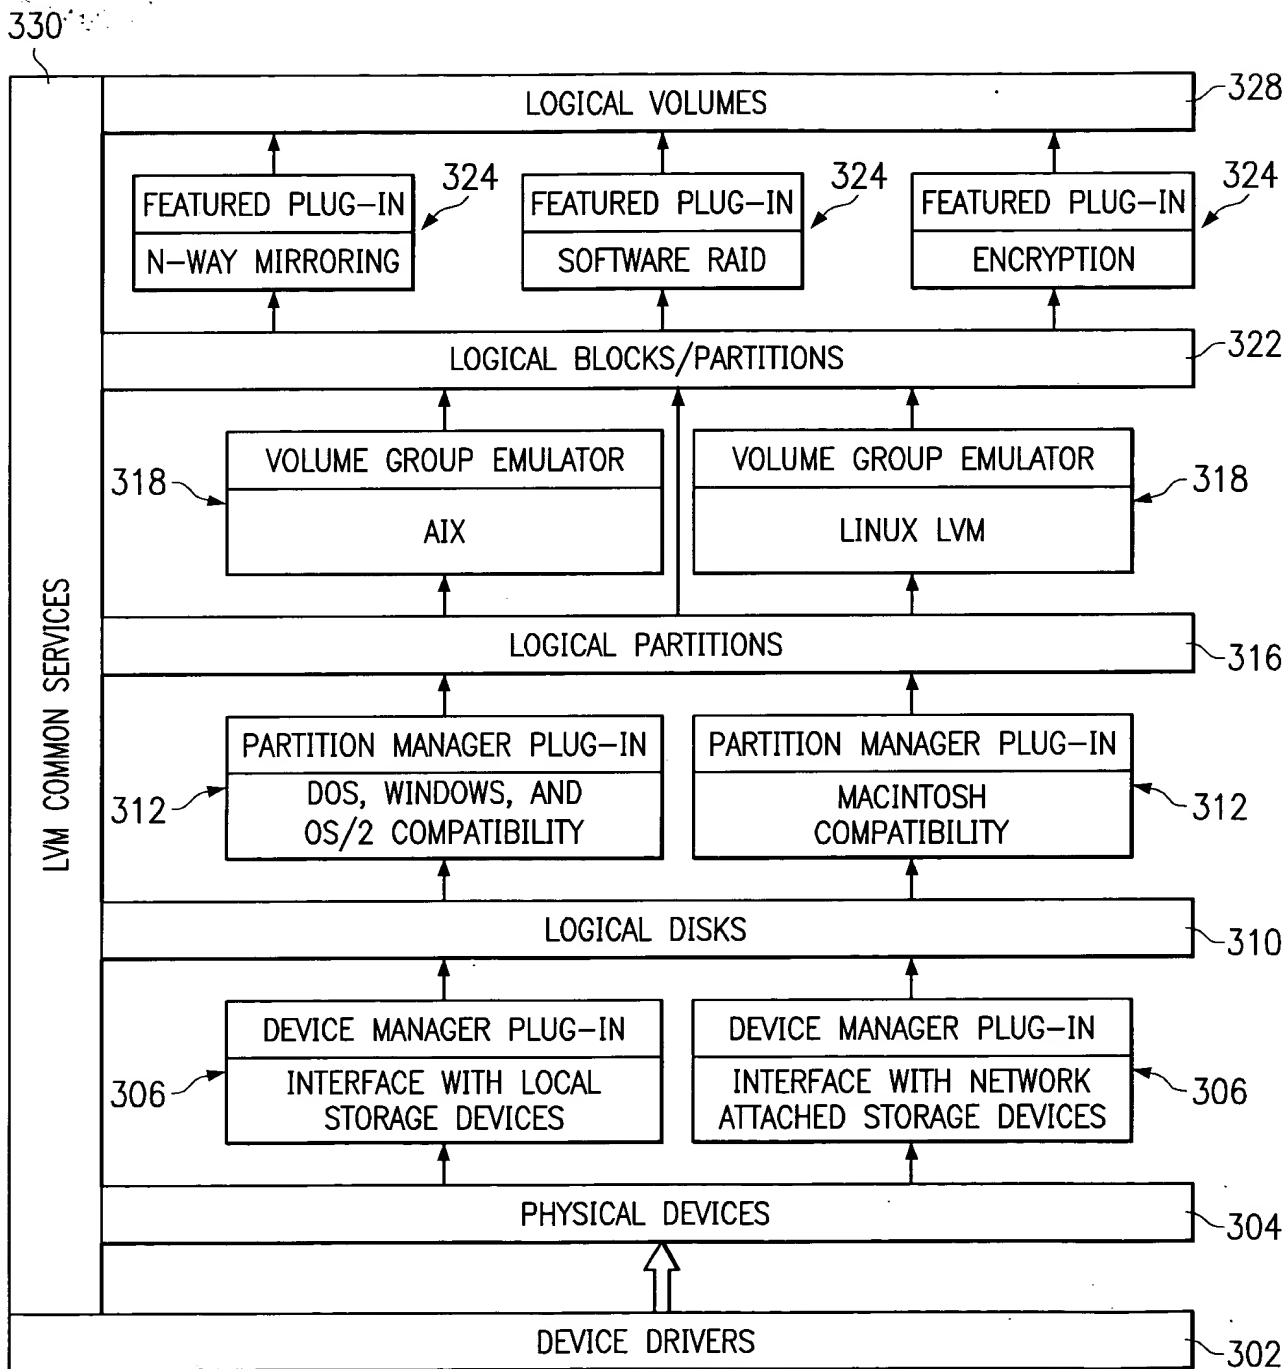 330
LOGICAL VOLUMES
328
FEATURED PLUG-IN
N-WAY MIRRORING
324
FEATURED PLUG-IN
SOFTWARE RAID
324
FEATURED PLUG-IN
ENCRYPTION
324
LOGICAL BLOCKS/PARTITIONS
322
VOLUME GROUP EMULATOR
AIX
318
VOLUME GROUP EMULATOR
LINUX LVM
318
LVM COMMON SERVICES
LOGICAL PARTITIONS
316
PARTITION MANAGER PLUG-IN
DOS, WINDOWS, AND
OS/2 COMPATIBILITY
312
PARTITION MANAGER PLUG-IN
MACINTOSH
COMPATIBILITY
312
LOGICAL DISKS
310
DEVICE MANAGER PLUG-IN
INTERFACE WITH LOCAL
STORAGE DEVICES
306
DEVICE MANAGER PLUG-IN
INTERFACE WITH NETWORK
ATTACHED STORAGE DEVICES
306
PHYSICAL DEVICES
304
DEVICE DRIVERS
302